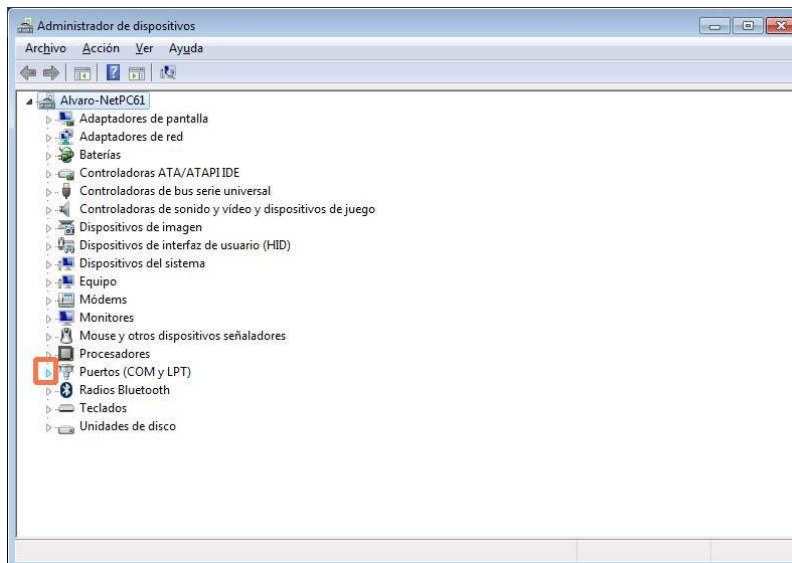 Administrador de dispositivos
Archivo Acción Ver Ayuda
Alvaro-NetPC61
Adaptadores de pantalla
Adaptadores de red
Baterías
Controladoras ATA/ATAPI IDE
Controladoras de bus serie universal
Controladoras de sonido y vídeo y dispositivos de juego
Dispositivos de imagen
Dispositivos de interfaz de usuario (HID)
Dispositivos del sistema
Equipo
Módems
Monitores
Mouse y otros dispositivos señaladores
Procesadores
Puertos (COM y LPT)
Radios Bluetooth
Teclados
Unidades de disco